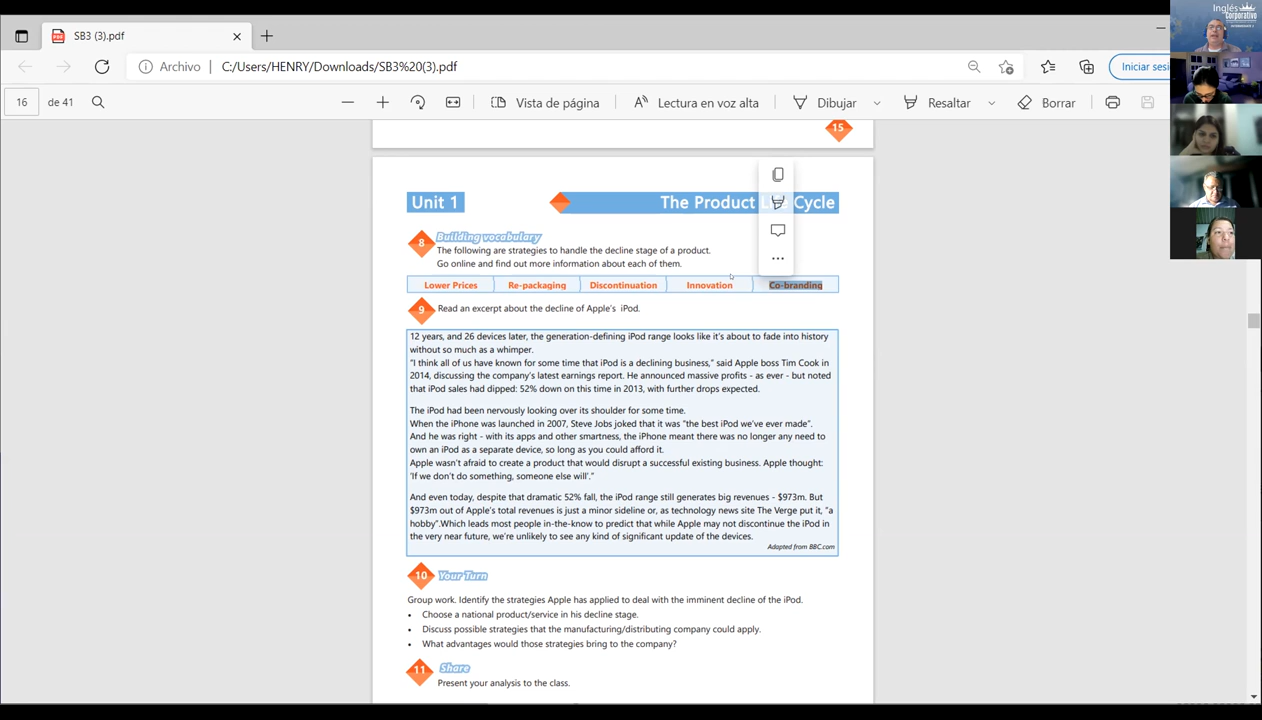 SB3 (3).pdf
Archivo
C:/Users/HENRY/Downloads/SB3%20(3).pdf
Iniciar sesi
16 de 41
Vista de página
Lectura en voz alta
Dibujar
Resaltar
Borrar
Inglés
Corporativo
15
Unit 1
The Product Life Cycle
8 Building vocabulary
The following are strategies to handle the decline stage of a product.
Go online and find out more information about each of them.
Lower Prices Re-packaging Discontinuation Innovation Co-branding
9 Read an excerpt about the decline of Apple's iPod.
12 years, and 26 devices later, the generation-defining iPod range looks like it's about to fade into history
without so much as a whimper.
"I think all of us have known for some time that iPod is a declining business," said Apple boss Tim Cook in
2014, discussing the company's latest earnings report. He announced massive profits - as ever - but noted
that iPod sales had dipped: 52% down on this time in 2013, with further drops expected.
The iPod had been nervously looking over its shoulder for some time.
When the iPhone was launched in 2007, Steve Jobs joked that it was "the best iPod we've ever made".
And he was right - with its apps and other smartness, the iPhone meant there was no longer any need to
own an iPod as a separate device, so long as you could afford it.
Apple wasn't afraid to create a product that would disrupt a successful existing business. Apple thought:
'If we don't do something, someone else will'."
And even today, despite that dramatic 52% fall, the iPod range still generates big revenues - $973m. But
$973m out of Apple's total revenues is just a minor sideline or, as technology news site The Verge put it, "a
hobby".Which leads most people in-the-know to predict that while Apple may not discontinue the iPod in
the very near future, we're unlikely to see any kind of significant update of the devices.
Adapted from BBC.com
10 Your Turn
Group work. Identify the strategies Apple has applied to deal with the imminent decline of the iPod.
• Choose a national product/service in his decline stage.
• Discuss possible strategies that the manufacturing/distributing company could apply.
• What advantages would those strategies bring to the company?
11 Share
Present your analysis to the class.